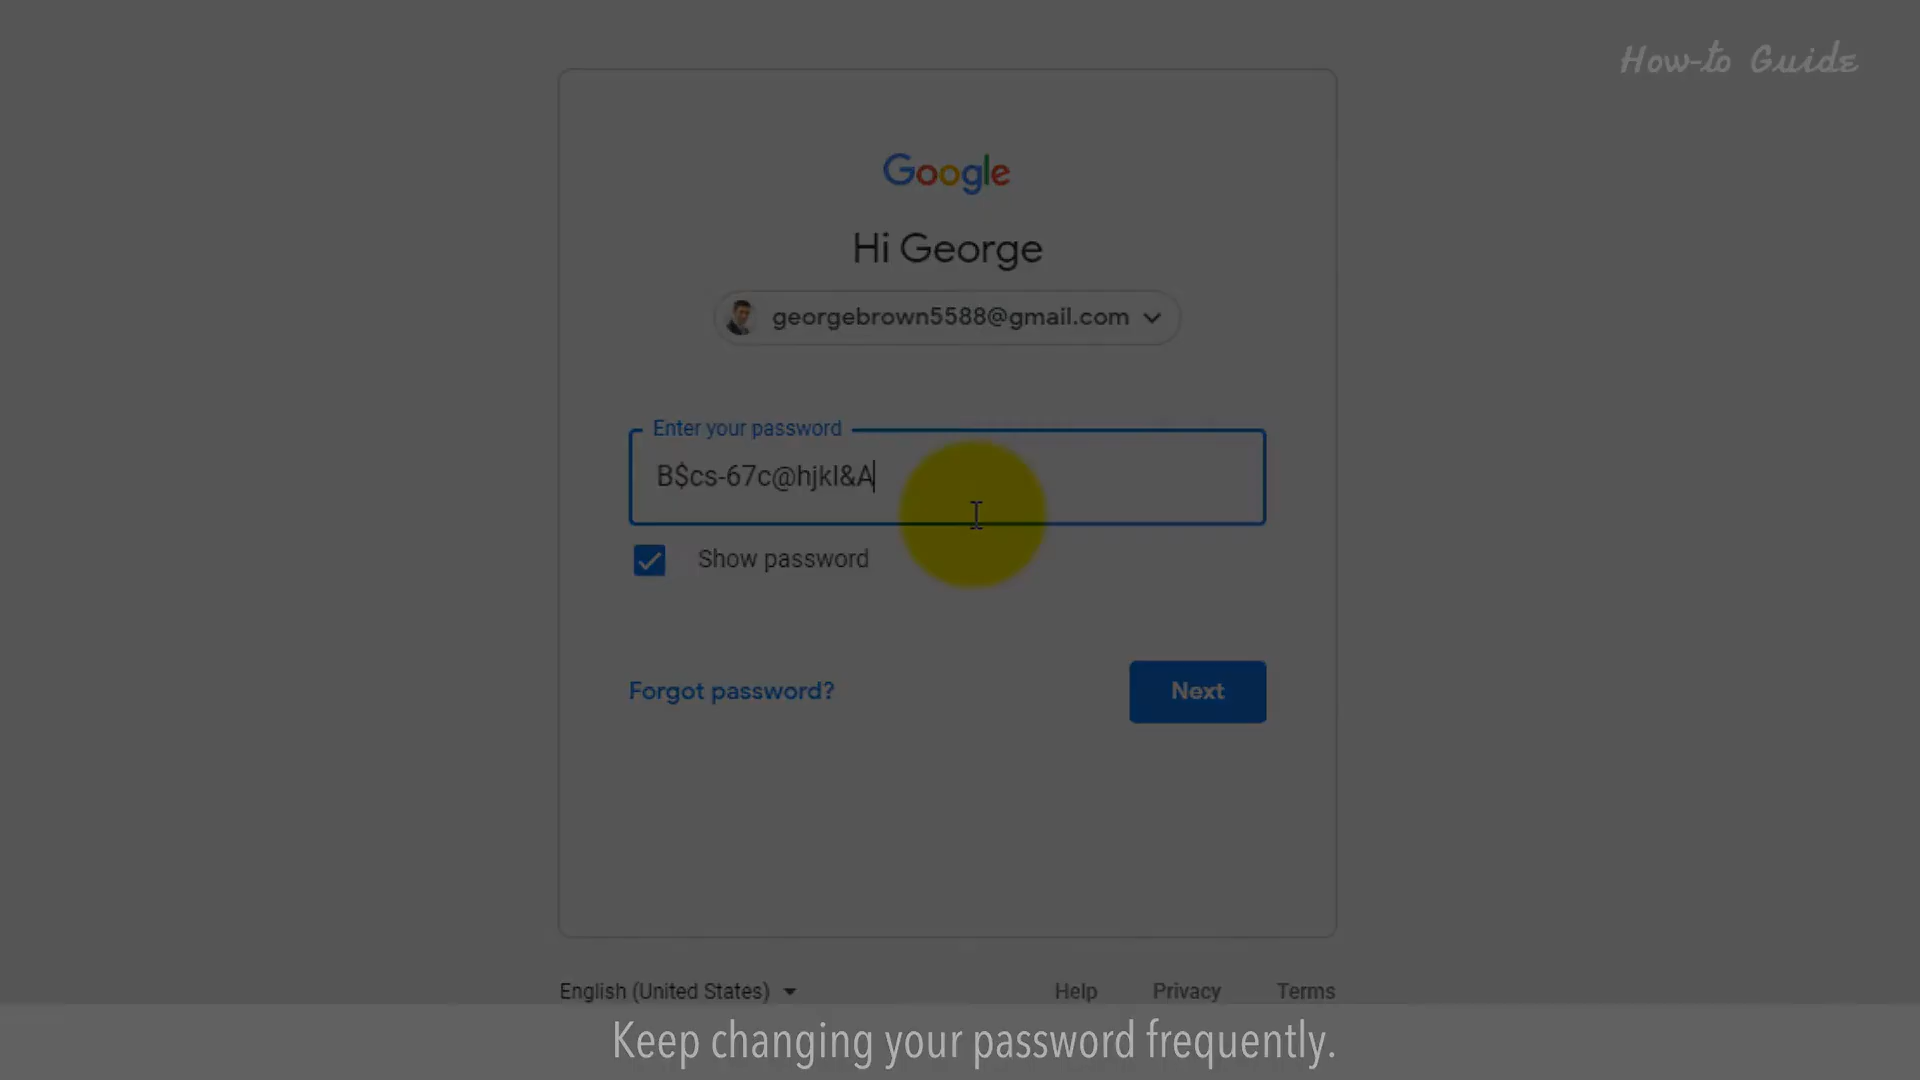 How-to Guide
Google
Hi George
georgebrown5588@gmail.com
Enter your password
B$cs-67c@hjkl&A
Show password
Forgot password?
Next
English (United States)
Help Privacy Terms
Keep changing your password frequently.